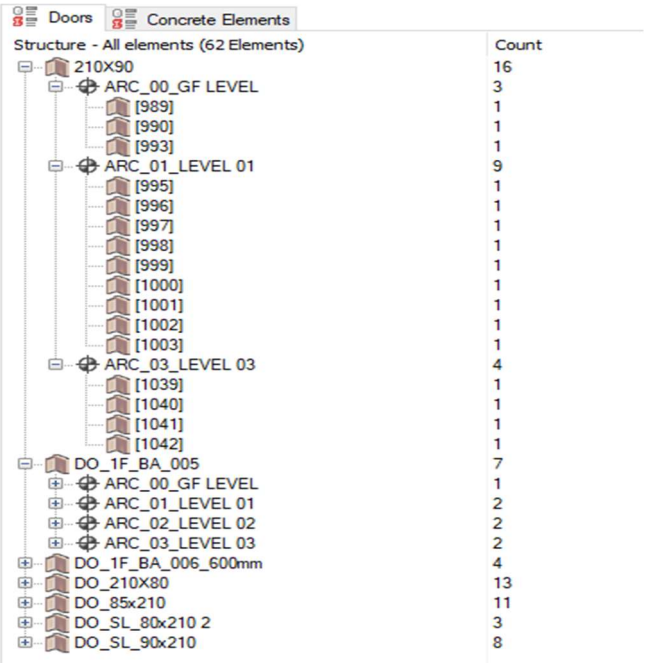 Doors Concrete Elements
Structure - All elements (62 Elements) Count
210X90 16
ARC_00_GF LEVEL 3
[989] 1
[990] 1
[993] 1
ARC_01_LEVEL 01 9
[995] 1
[996] 1
[997] 1
[998] 1
[999] 1
[1000] 1
[1001] 1
[1002] 1
[1003] 1
ARC_03_LEVEL 03 4
[1039] 1
[1040] 1
[1041] 1
[1042] 1
DO_1F_BA_005 7
ARC_00_GF LEVEL 1
ARC_01_LEVEL 01 2
ARC_02_LEVEL 02 2
ARC_03_LEVEL 03 2
DO_1F_BA_006_600mm 4
DO_210X80 13
DO_85x210 11
DO_SL_80x210 2 3
DO_SL_90x210 8